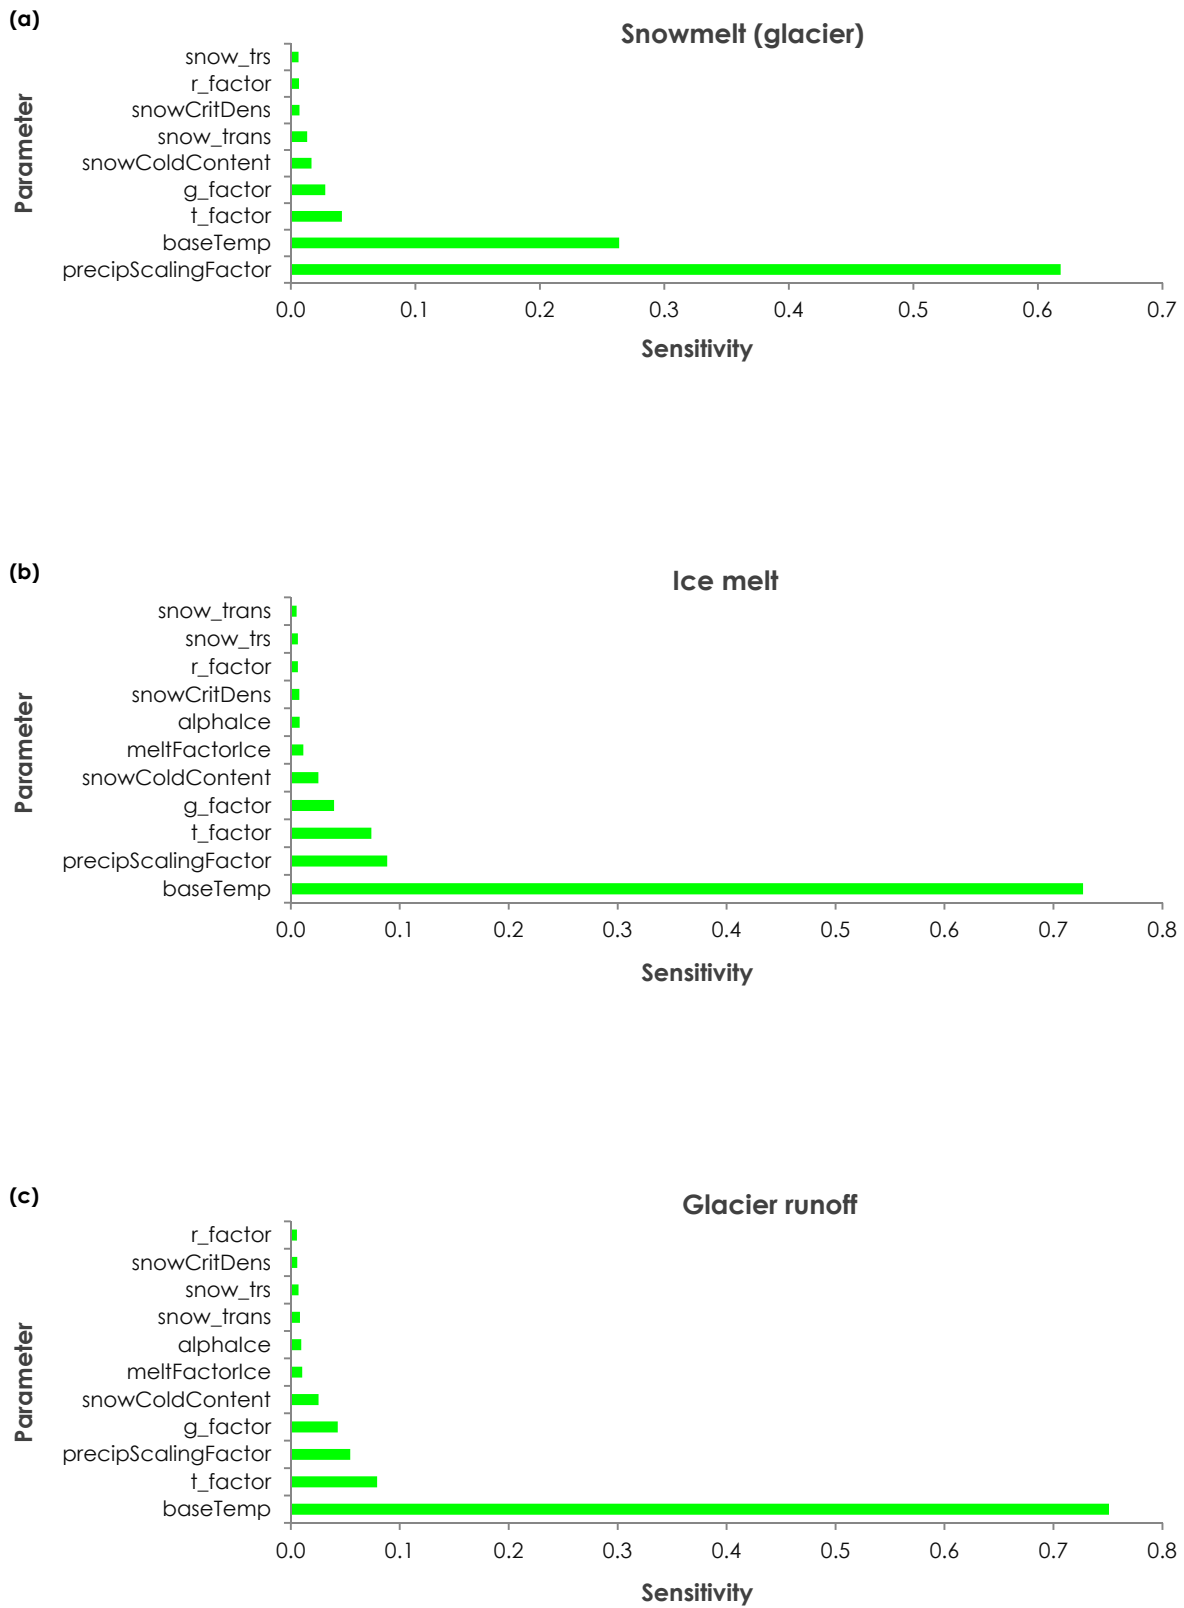 (a)
Snowmelt (glacier)
Parameter
snow_trs
r_factor
snowCritDens
snow_trans
snowColdContent
g_factor
t_factor
baseTemp
precipScalingFactor
0.0 0.1 0.2 0.3 0.4 0.5 0.6 0.7
Sensitivity
(b)
Ice melt
Parameter
snow_trans
snow_trs
r_factor
snowCritDens
alphaIce
meltFactorIce
snowColdContent
g_factor
t_factor
precipScalingFactor
baseTemp
0.0 0.1 0.2 0.3 0.4 0.5 0.6 0.7 0.8
Sensitivity
(c)
Glacier runoff
Parameter
r_factor
snowCritDens
snow_trs
snow_trans
alphaIce
meltFactorIce
snowColdContent
g_factor
precipScalingFactor
t_factor
baseTemp
0.0 0.1 0.2 0.3 0.4 0.5 0.6 0.7 0.8
Sensitivity